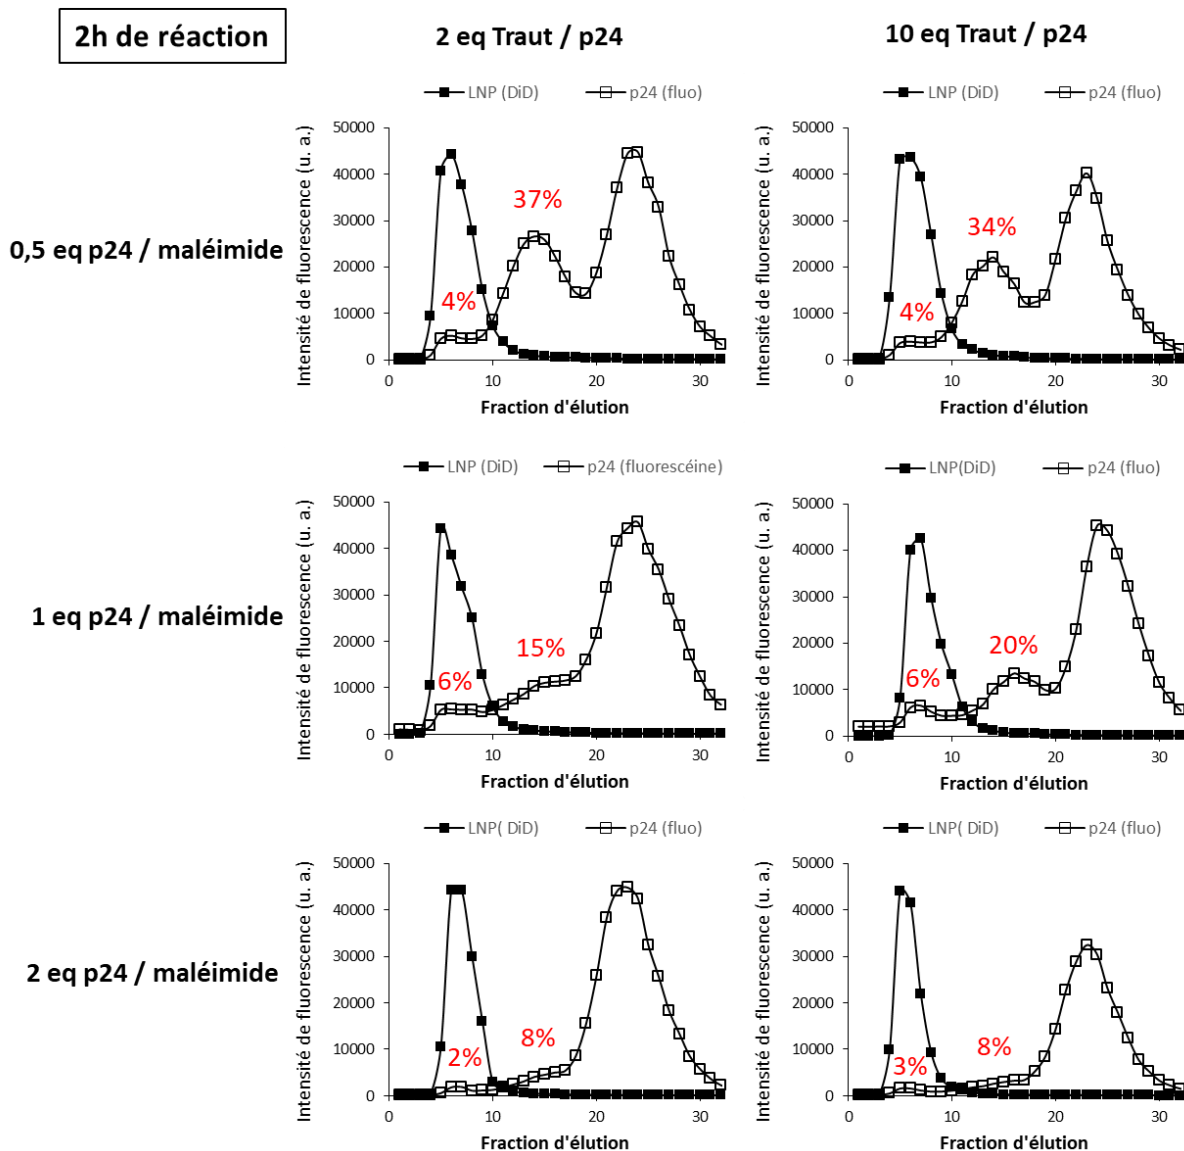 2h de réaction
2 eq Traut / p24
10 eq Traut / p24
0,5 eq p24 / maléimide
LNP (DiD) p24 (fluo)
Intensité de fluorescence (u. a.)
50000
40000
30000
20000
10000
0
37%
4%
0 10 20 30
Fraction d'élution
LNP (DiD) p24 (fluo)
Intensité de fluorescence (u. a.)
50000
40000
30000
20000
10000
0
34%
4%
0 10 20 30
Fraction d'élution
1 eq p24 / maléimide
LNP (DiD) p24 (fluorescéine)
Intensité de fluorescence (u. a.)
50000
40000
30000
20000
10000
0
15%
6%
0 10 20 30
Fraction d'élution
LNP(DiD) p24 (fluo)
Intensité de fluorescence (u. a.)
50000
40000
30000
20000
10000
0
20%
6%
0 10 20 30
Fraction d'élution
2 eq p24 / maléimide
LNP( DiD) p24 (fluo)
Intensité de fluorescence (u. a.)
50000
40000
30000
20000
10000
0
8%
2%
0 10 20 30
Fraction d'élution
LNP( DiD) p24 (fluo)
Intensité de fluorescence (u. a.)
50000
40000
30000
20000
10000
0
8%
3%
0 10 20 30
Fraction d'élution